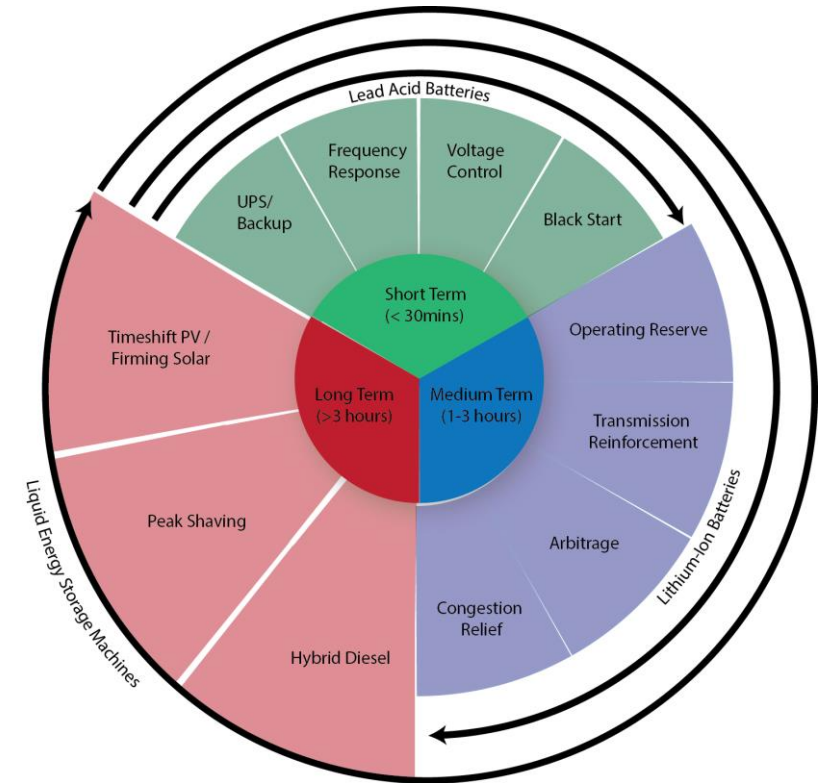 Lead Acid Batteries
Frequency
Response
Voltage
Control
UPS/
Backup
Black Start
Short Term
(< 30mins)
Operating Reserve
Timeshift PV /
Firming Solar
Long Term
(>3 hours)
Medium Term
(1-3 hours)
Transmission
Reinforcement
Peak Shaving
Arbitrage
Lithium-Ion Batteries
Liquid Energy Storage Machines
Congestion
Relief
Hybrid Diesel